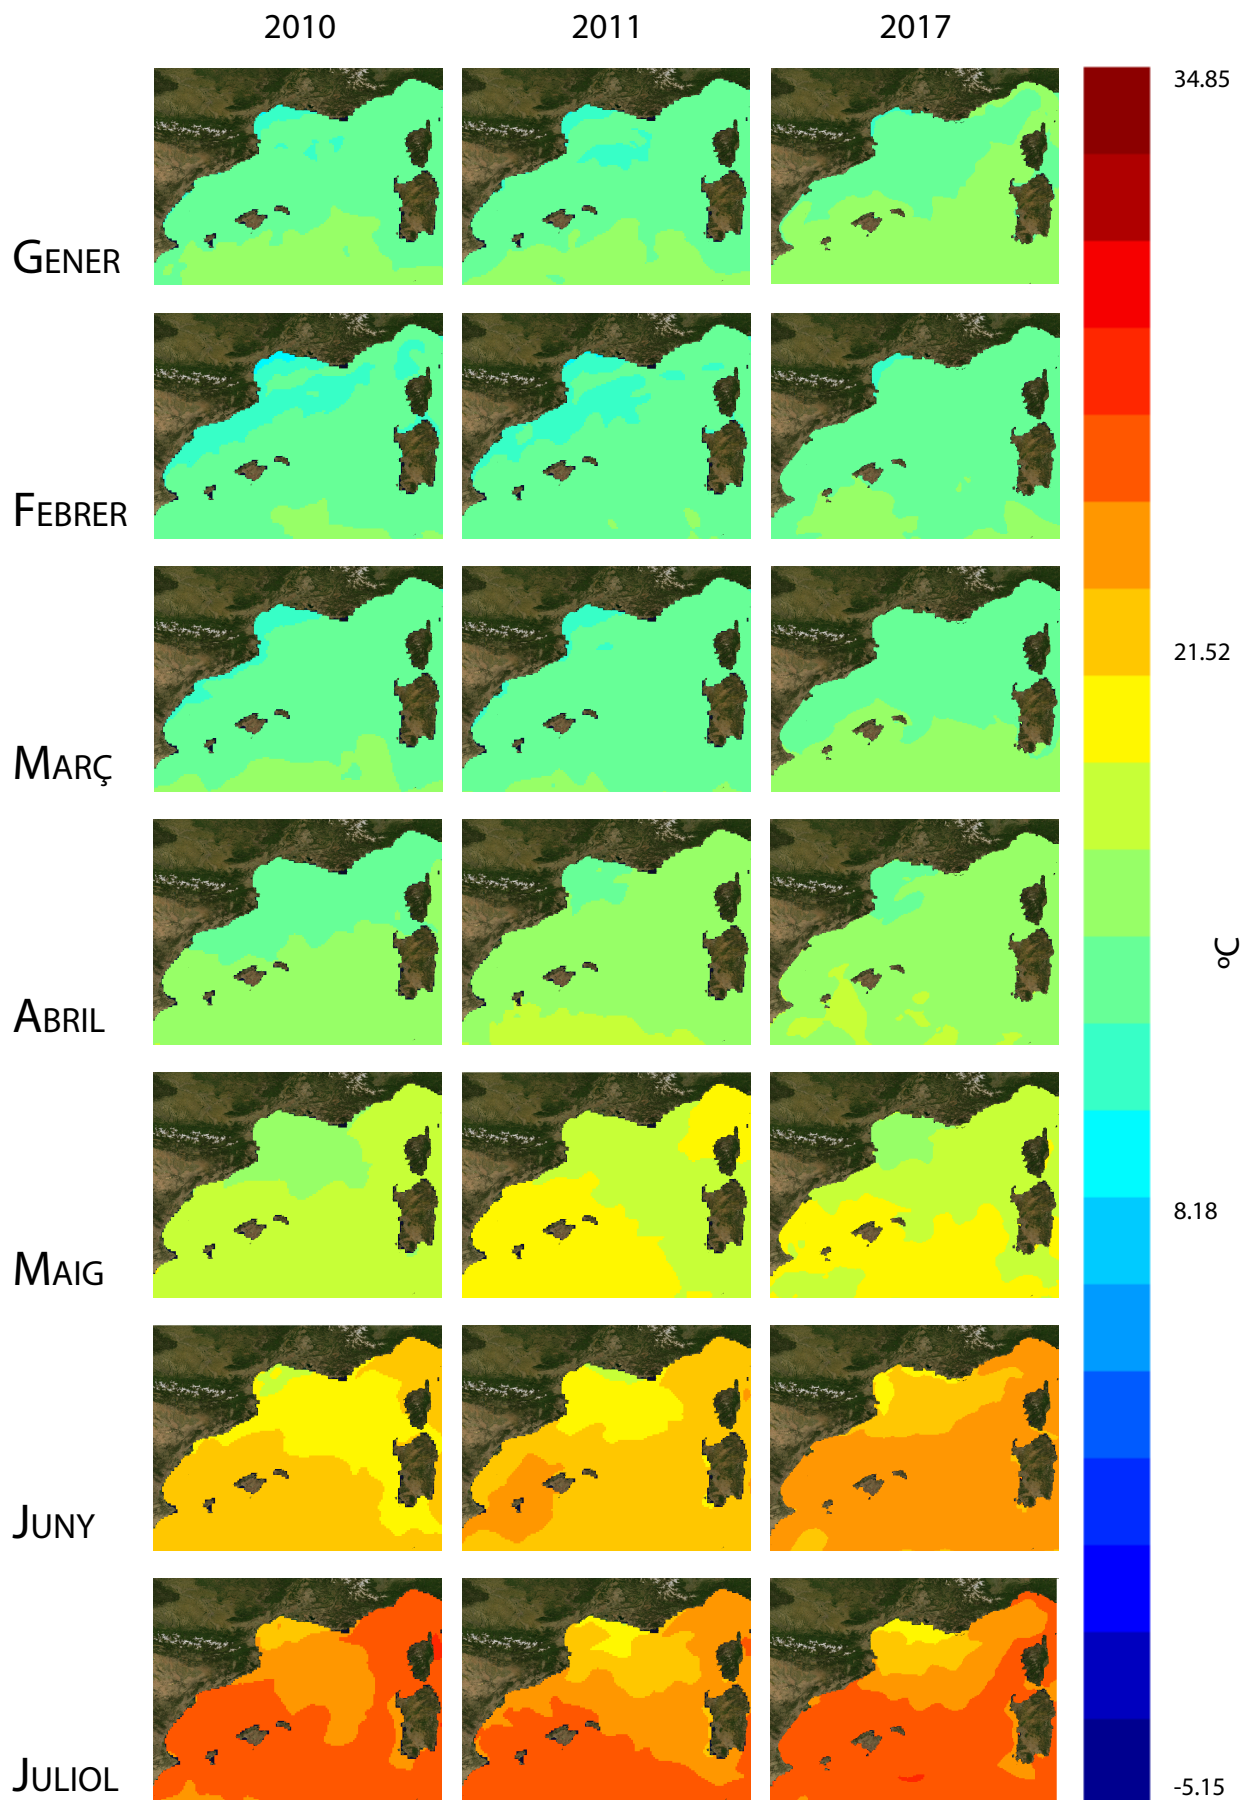 2010 2011 2017
34.85
GENER
FEBRER
21.52
MARÇ
ABRIL
ºC
MAIG
8.18
JUNY
JULIOL
-5.15